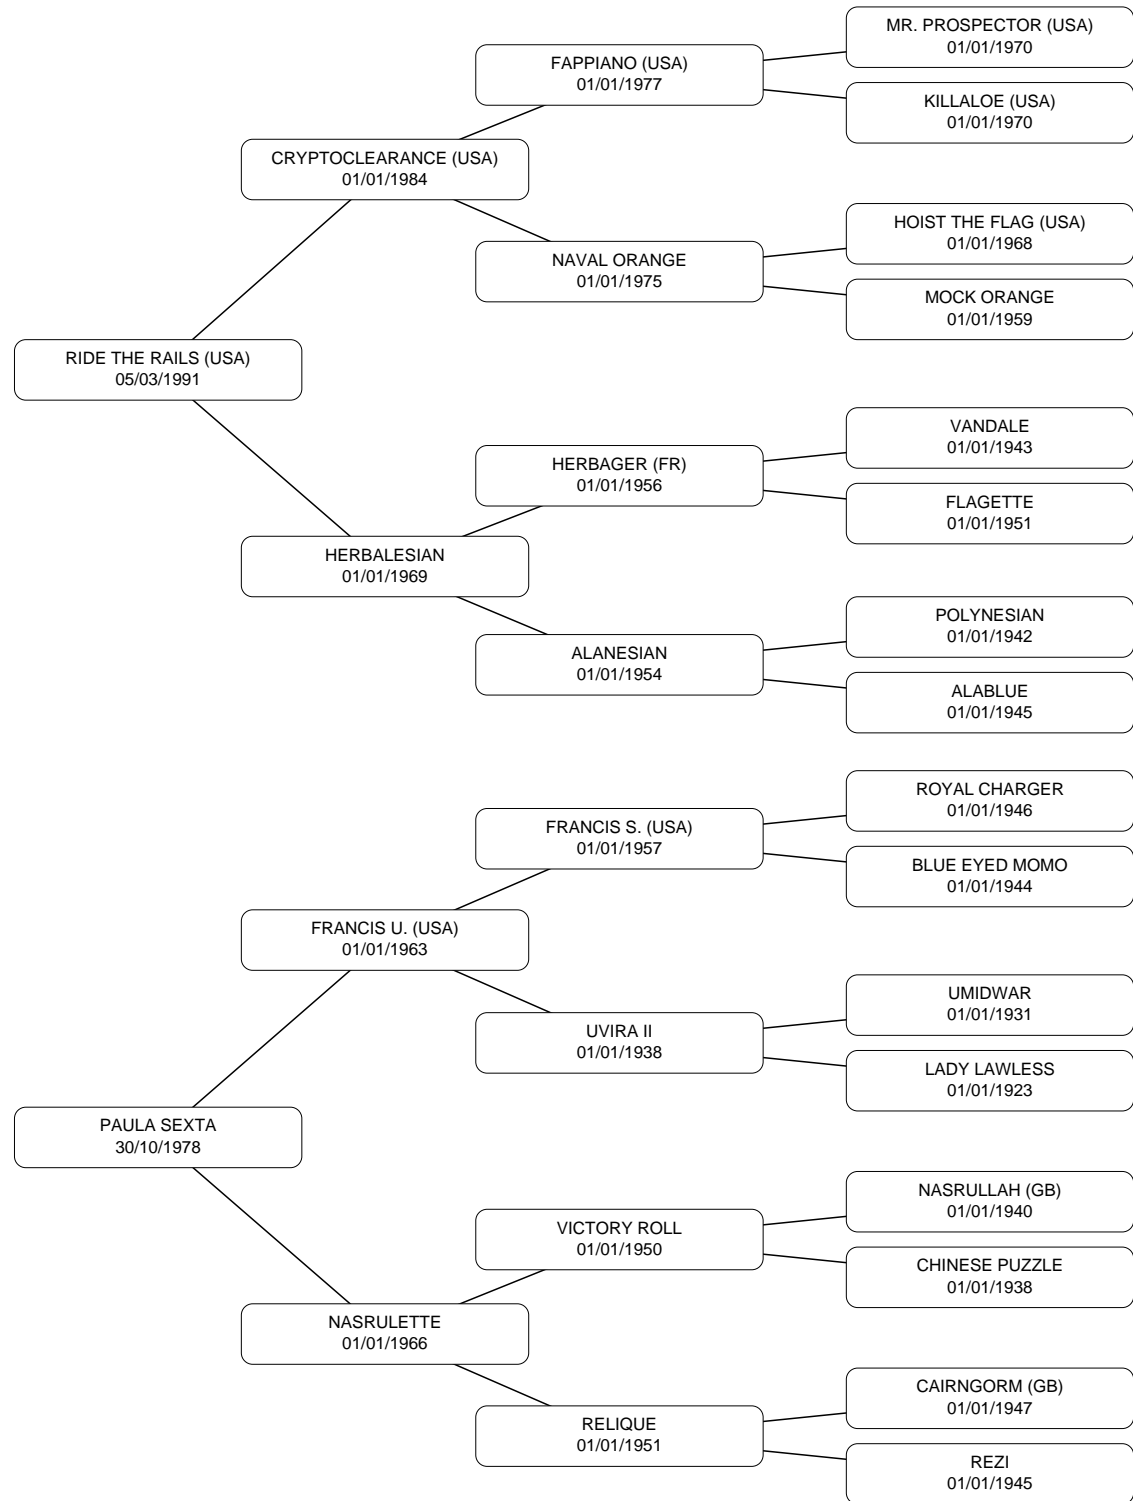 MR. PROSPECTOR (USA)
01/01/1970
FAPPIANO (USA)
01/01/1977
KILLALOE (USA)
01/01/1970
CRYPTOCLEARANCE (USA)
01/01/1984
HOIST THE FLAG (USA)
01/01/1968
NAVAL ORANGE
01/01/1975
MOCK ORANGE
01/01/1959
RIDE THE RAILS (USA)
05/03/1991
VANDALE
01/01/1943
HERBAGER (FR)
01/01/1956
FLAGETTE
01/01/1951
HERBALESIAN
01/01/1969
POLYNESIAN
01/01/1942
ALANESIAN
01/01/1954
ALABLUE
01/01/1945
ROYAL CHARGER
01/01/1946
FRANCIS S. (USA)
01/01/1957
BLUE EYED MOMO
01/01/1944
FRANCIS U. (USA)
01/01/1963
UMIDWAR
01/01/1931
UVIRA II
01/01/1938
LADY LAWLESS
01/01/1923
PAULA SEXTA
30/10/1978
NASRULLAH (GB)
01/01/1940
VICTORY ROLL
01/01/1950
CHINESE PUZZLE
01/01/1938
NASRULETTE
01/01/1966
CAIRNGORM (GB)
01/01/1947
RELIQUE
01/01/1951
REZI
01/01/1945